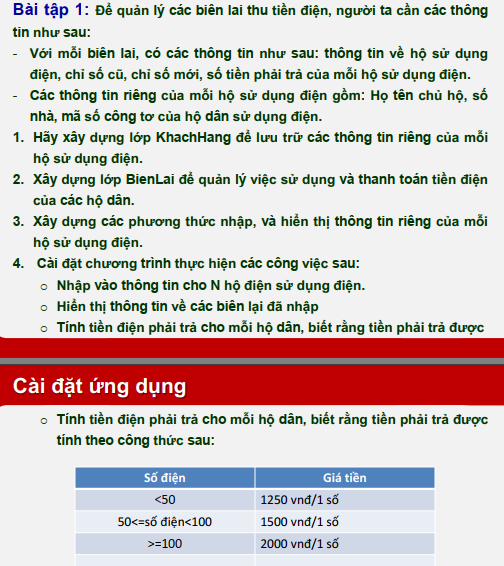 Bài tập 1: Để quản lý các biên lai thu tiền điện, người ta cần các thông
tin như sau:
- Với mỗi biên lai, có các thông tin như sau: thông tin về hộ sử dụng
điện, chỉ số cũ, chỉ số mới, số tiền phải trả của mỗi hộ sử dụng điện.
- Các thông tin riêng của mỗi hộ sử dụng điện gồm: Họ tên chủ hộ, số
nhà, mã số công tơ của hộ dân sử dụng điện.
1. Hãy xây dựng lớp KhachHang để lưu trữ các thông tin riêng của mỗi
hộ sử dụng điện.
2. Xây dựng lớp BienLai để quản lý việc sử dụng và thanh toán tiền điện
của các hộ dân.
3. Xây dựng các phương thức nhập, và hiển thị thông tin riêng của mỗi
hộ sử dụng điện.
4. Cài đặt chương trình thực hiện các công việc sau:
o Nhập vào thông tin cho N hộ điện sử dụng điện.
o Hiển thị thông tin về các biên lại đã nhập
o Tính tiền điện phải trả cho mỗi hộ dân, biết rằng tiền phải trả được
Cài đặt ứng dụng
o Tính tiền điện phải trả cho mỗi hộ dân, biết rằng tiền phải trả được
tính theo công thức sau:
Số điện Giá tiền
<50 1250 vnđ/1 số
50<=số điện<100 1500 vnđ/1 số
>=100 2000 vnđ/1 số